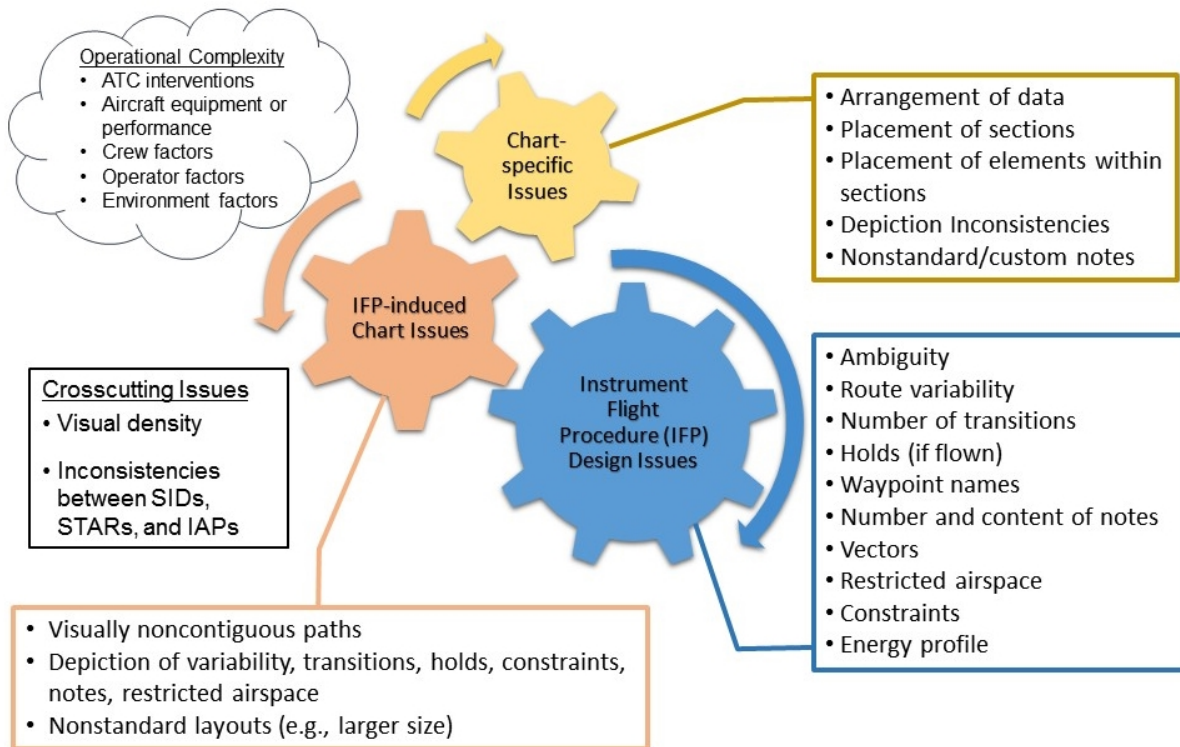 Operational Complexity
• ATC interventions
• Aircraft equipment or
performance
• Crew factors
• Operator factors
• Environment factors
Chart-
specific
Issues
• Arrangement of data
• Placement of sections
• Placement of elements within
sections
• Depiction Inconsistencies
• Nonstandard/custom notes
IFP-induced
Chart Issues
Instrument
Flight
Procedure (IFP)
Design Issues
Crosscutting Issues
• Visual density
• Inconsistencies
between SIDs,
STARs, and IAPs
• Ambiguity
• Route variability
• Number of transitions
• Holds (if flown)
• Waypoint names
• Number and content of notes
• Vectors
• Restricted airspace
• Constraints
• Energy profile
• Visually noncontiguous paths
• Depiction of variability, transitions, holds, constraints,
notes, restricted airspace
• Nonstandard layouts (e.g., larger size)